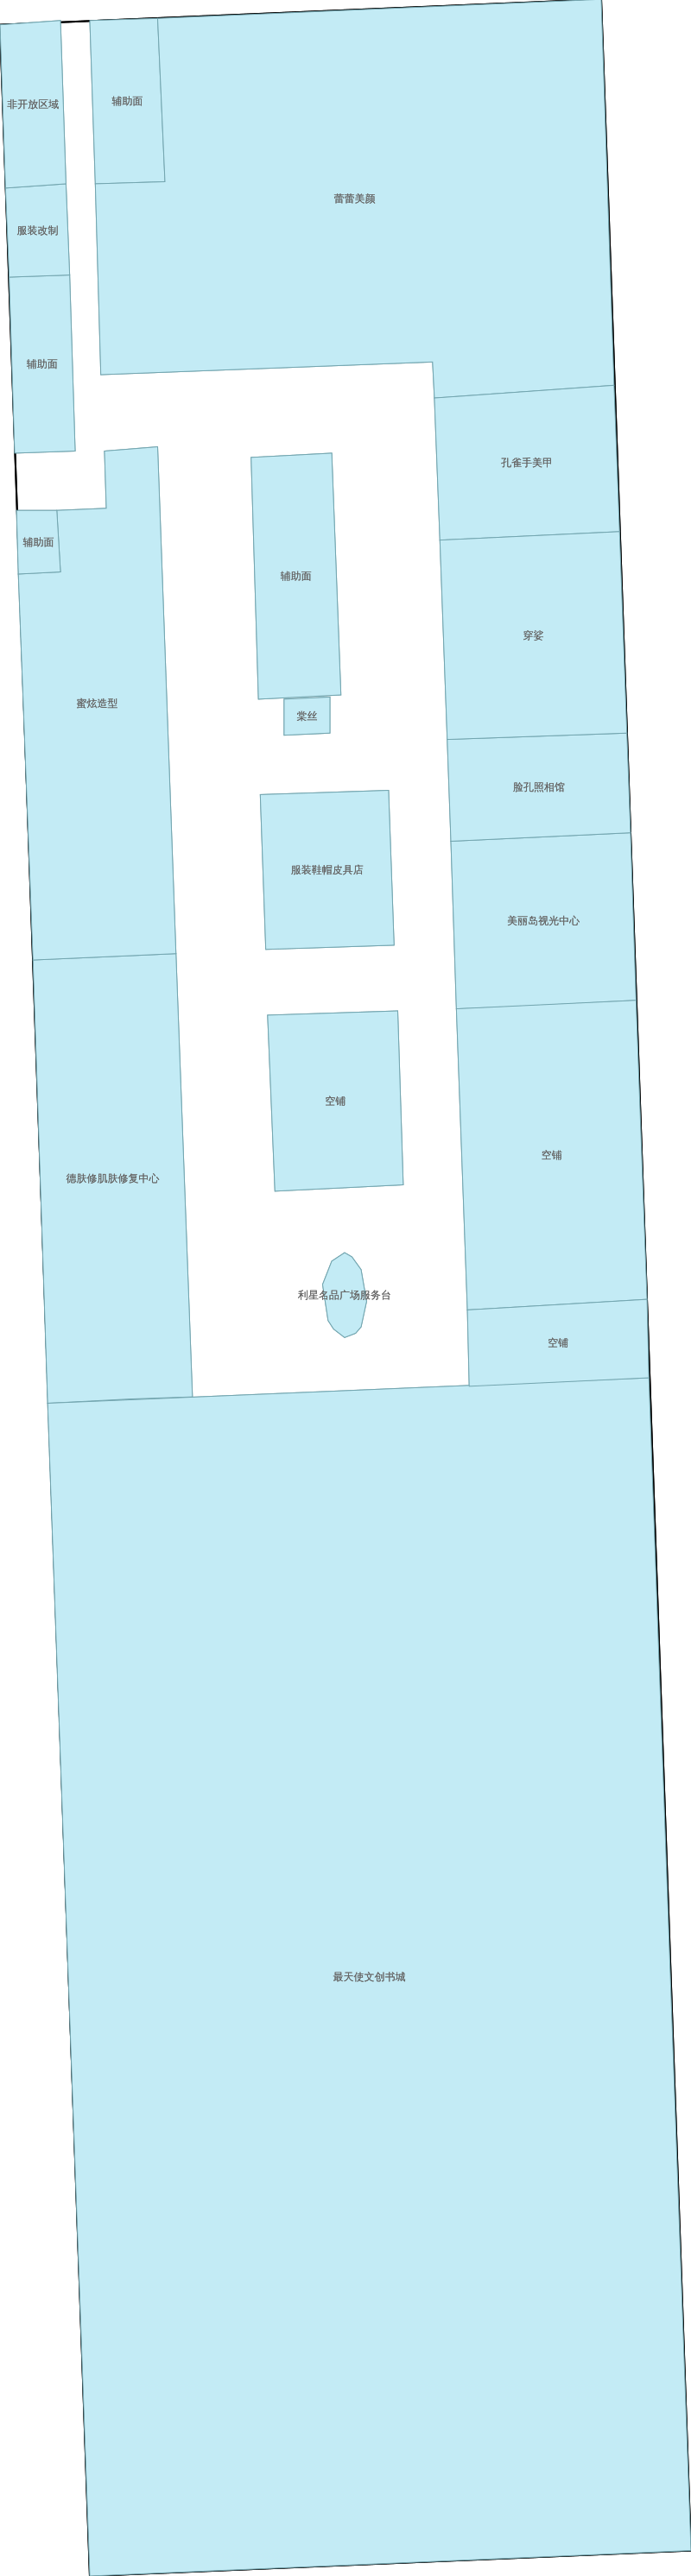 辅助面
非开放区域
蕾蕾美颜
服装改制
辅助面
孔雀手美甲
辅助面
辅助面
穿娑
蜜炫造型
棠丝
脸孔照相馆
服装鞋帽皮具店
美丽岛视光中心
空铺
空铺
德肤修肌肤修复中心
利星名品广场服务台
空铺
最天使文创书城